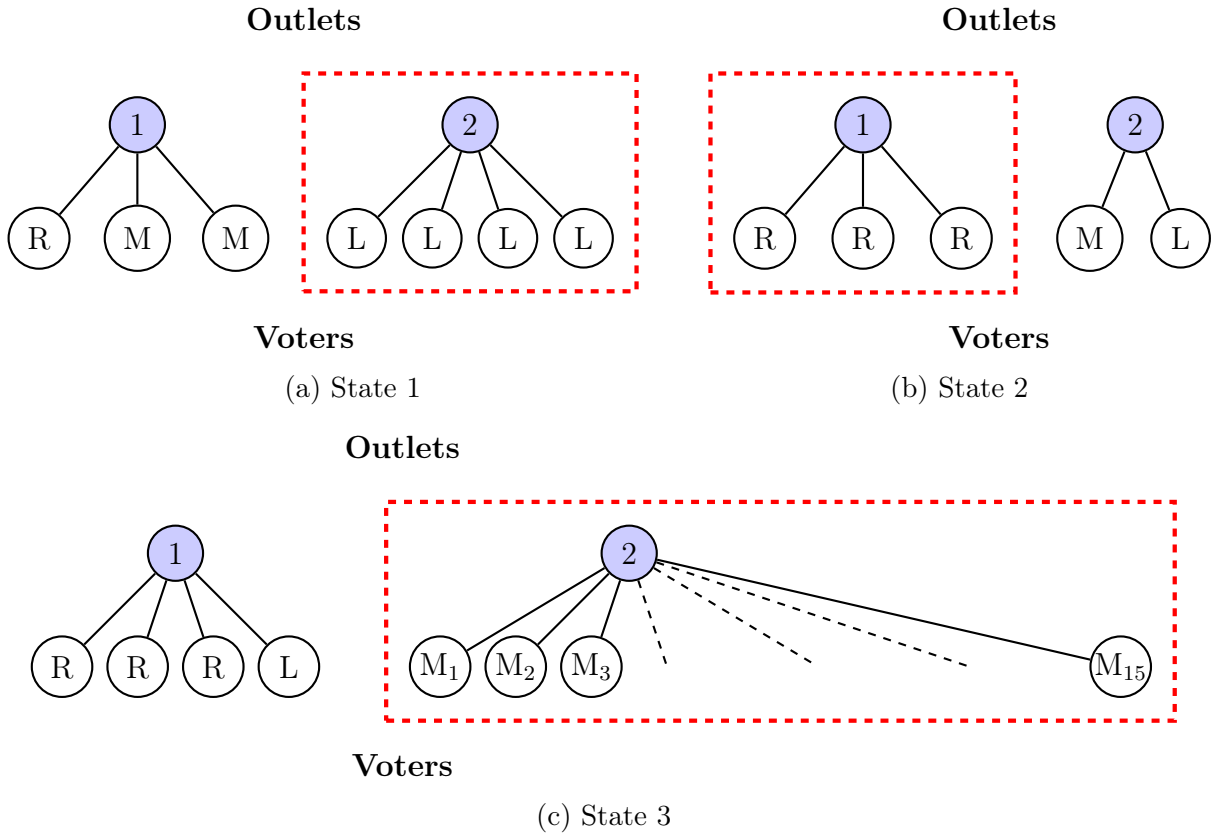 Outlets
1 2
R M M L L L L
Voters
(a) State 1
Outlets
1 2
R R R M L
Voters
(b) State 2
Outlets
1 2
R R R L M₁ M₂ M₃ M₁₅
Voters
(c) State 3